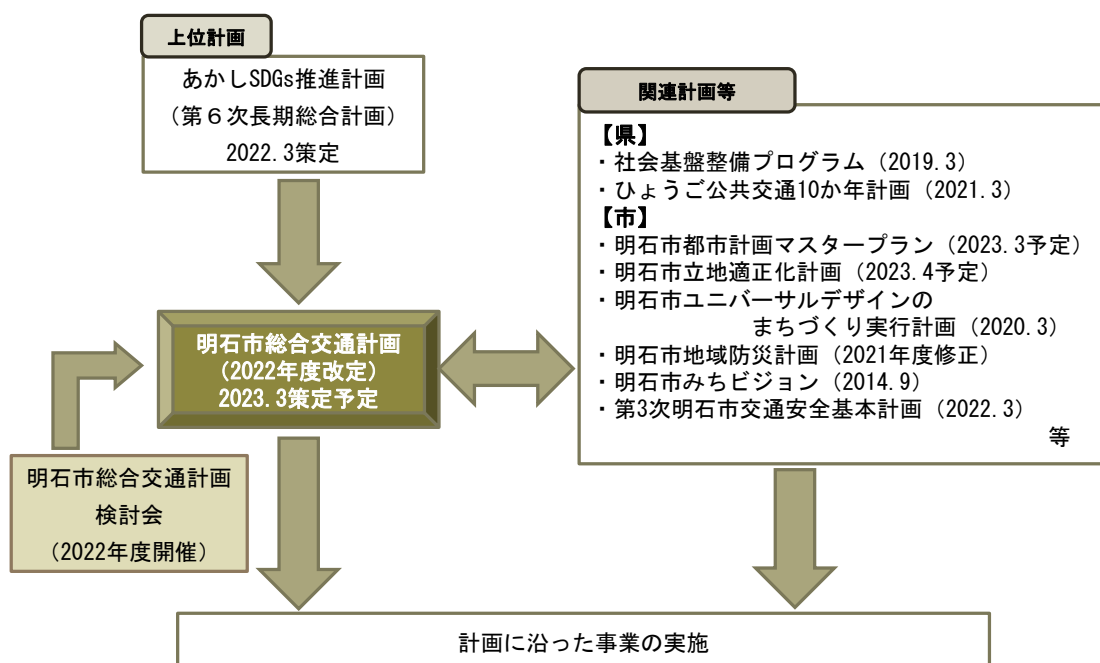 上位計画
あかしSDGs推進計画
(第6次長期総合計画)
2022.3策定
関連計画等
【県】
・社会基盤整備プログラム(2019.3)
・ひょうご公共交通10か年計画(2021.3)
【市】
・明石市都市計画マスタープラン(2023.3予定)
・明石市立地適正化計画(2023.4予定)
・明石市ユニバーサルデザインの
まちづくり実行計画(2020.3)
・明石市地域防災計画(2021年度修正)
・明石市みちビジョン(2014.9)
・第3次明石市交通安全基本計画(2022.3)
等
明石市総合交通計画
(2022年度改定)
2023.3策定予定
明石市総合交通計画
検討会
(2022年度開催)
計画に沿った事業の実施